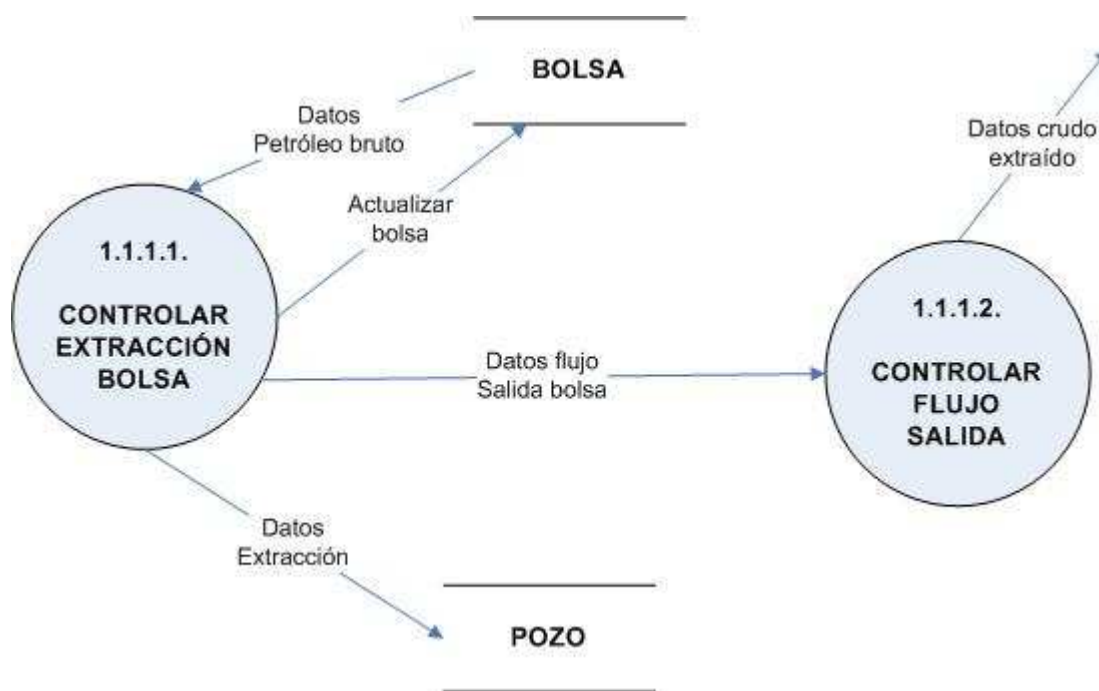 BOLSA
Datos
Petróleo bruto
Datos crudo
extraído
Actualizar
bolsa
1.1.1.1.
CONTROLAR
EXTRACCIÓN
BOLSA
1.1.1.2.
CONTROLAR
FLUJO
SALIDA
Datos flujo
Salida bolsa
Datos
Extracción
POZO